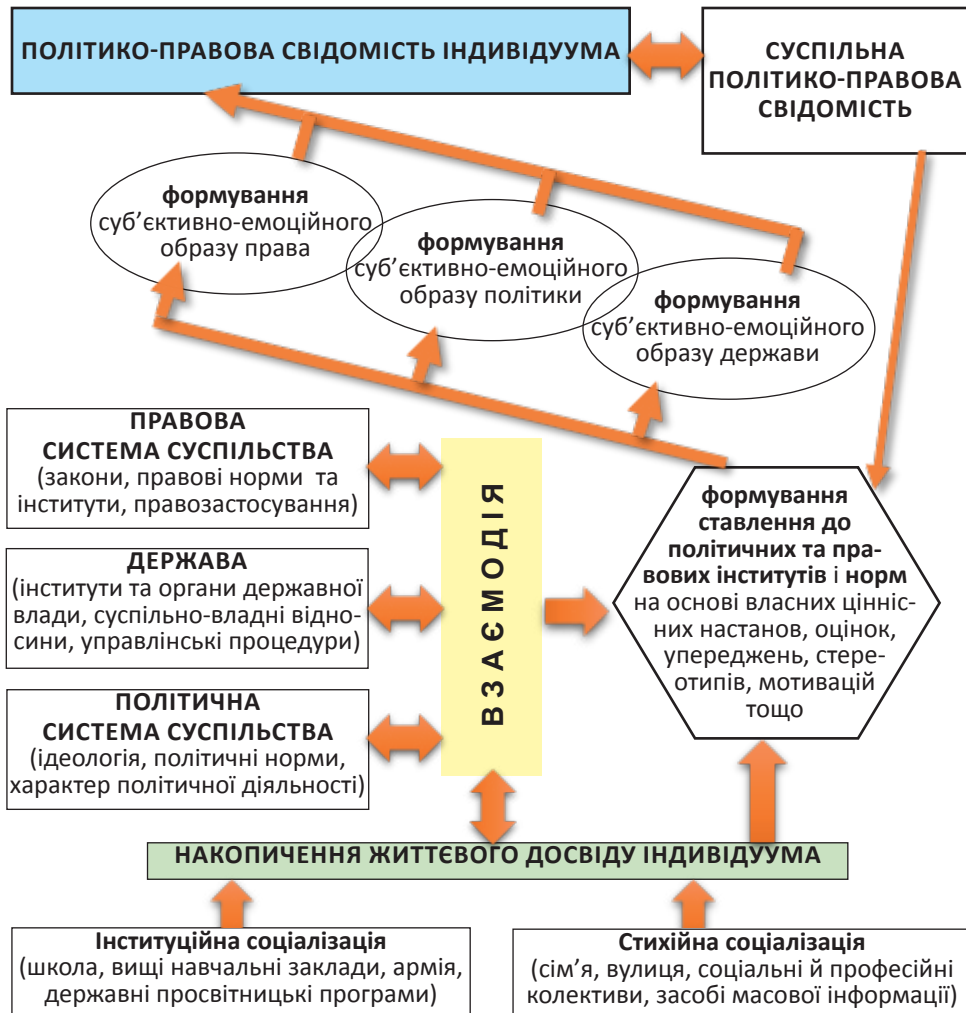 ПОЛІТИКО-ПРАВОВА СВІДОМІСТЬ ІНДИВІДУУМА
СУСПІЛЬНА
ПОЛІТИКО-ПРАВОВА
СВІДОМІСТЬ
формування
суб’єктивно-емоційного
образу права
формування
суб’єктивно-емоційного
образу політики
формування
суб’єктивно-емоційного
образу держави
ПРАВОВА
СИСТЕМА СУСПІЛЬСТВА
(закони, правові норми та
інститути, правозастосування)
ДЕРЖАВА
(інститути та органи державної
влади, суспільно-владні відно-
сини, управлінські процедури)
ПОЛІТИЧНА
СИСТЕМА СУСПІЛЬСТВА
(ідеологія, політичні норми,
характер політичної діяльності)
ВЗАЄМОДІЯ
формування
ставлення до
політичних та пра-
вових інститутів і норм
на основі власних цінніс-
них настанов, оцінок,
упереджень, стере-
отипів, мотивацій
тощо
НАКОПИЧЕННЯ ЖИТТЄВОГО ДОСВІДУ ІНДИВІДУУМА
Інституційна соціалізація
(школа, вищі навчальні заклади, армія,
державні просвітницькі програми)
Стихійна соціалізація
(сім’я, вулиця, соціальні й професійні
колективи, засобі масової інформації)